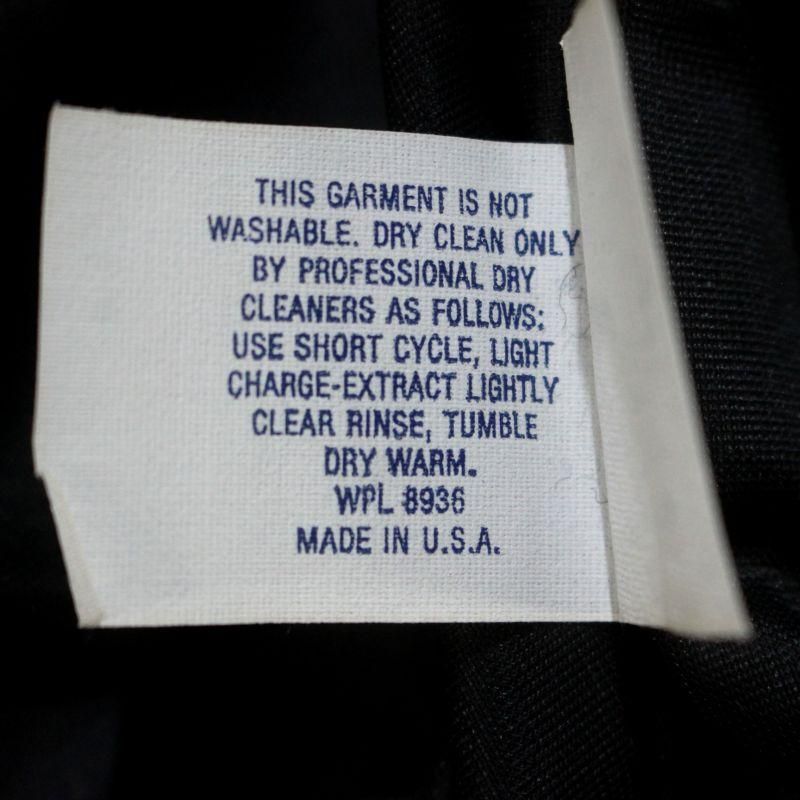 THIS GARMENT IS NOT
WASHABLE. DRY CLEAN ONLY
BY PROFESSIONAL DRY
CLEANERS AS FOLLOWS:
USE SHORT CYCLE, LIGHT
CHARGE-EXTRACT LIGHTLY
CLEAR RINSE, TUMBLE
DRY WARM.
WPL 8936
MADE IN U.S.A.